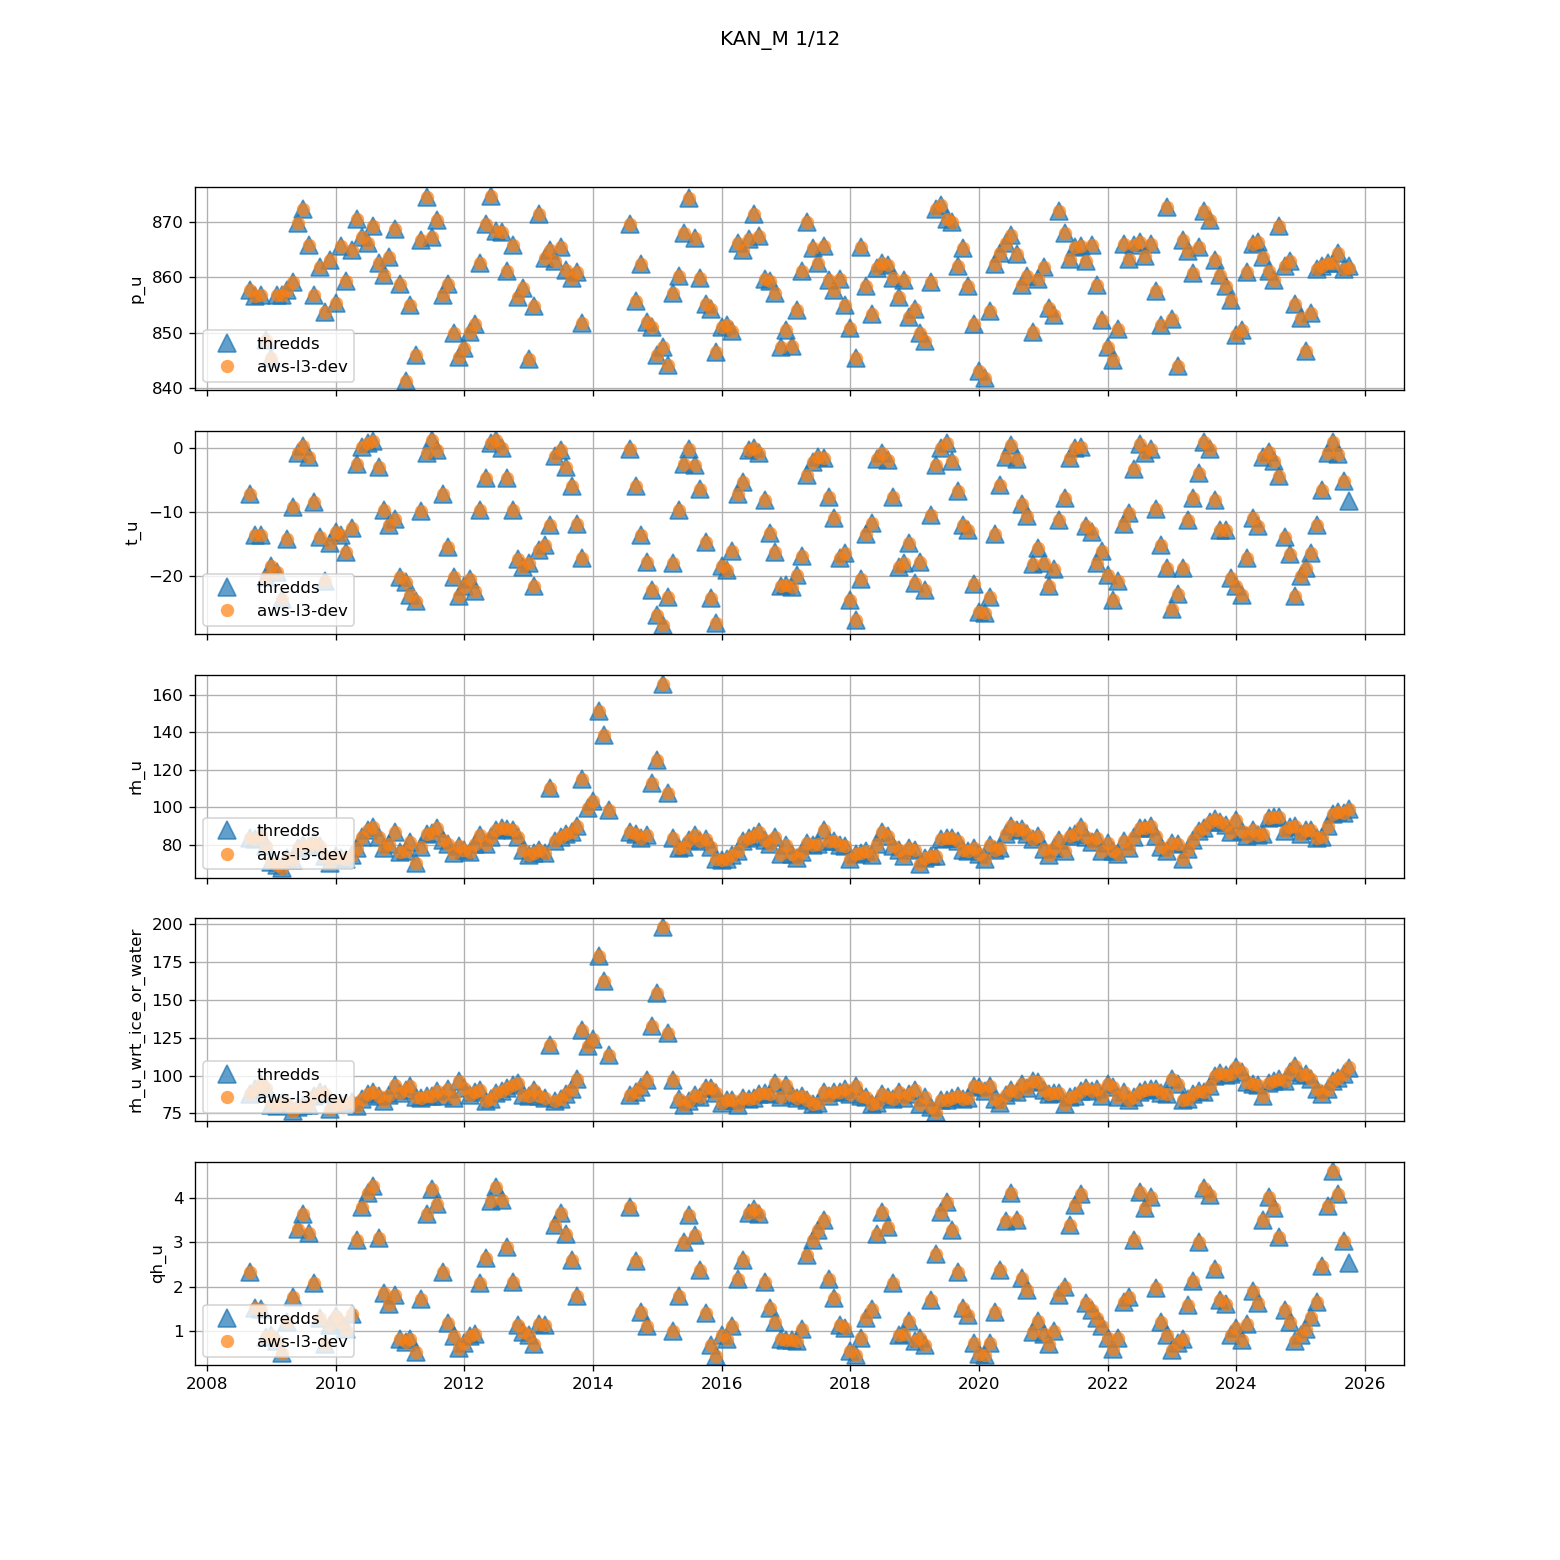 KAN_M 1/12
870
860
850
840
p_u
thredds
aws-l3-dev
0
−10
−20
t_u
thredds
aws-l3-dev
160
140
120
100
80
rh_u
thredds
aws-l3-dev
200
175
150
125
100
75
rh_u_wrt_ice_or_water
thredds
aws-l3-dev
4
3
2
1
qh_u
thredds
aws-l3-dev
2008 2010 2012 2014 2016 2018 2020 2022 2024 2026